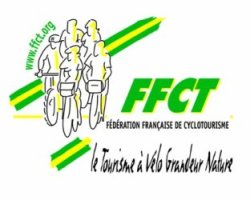 www.ffct.org
FFCT
FÉDÉRATION FRANÇAISE DE CYCLOTOURISME
le Tourisme à Vélo Grandeur Nature